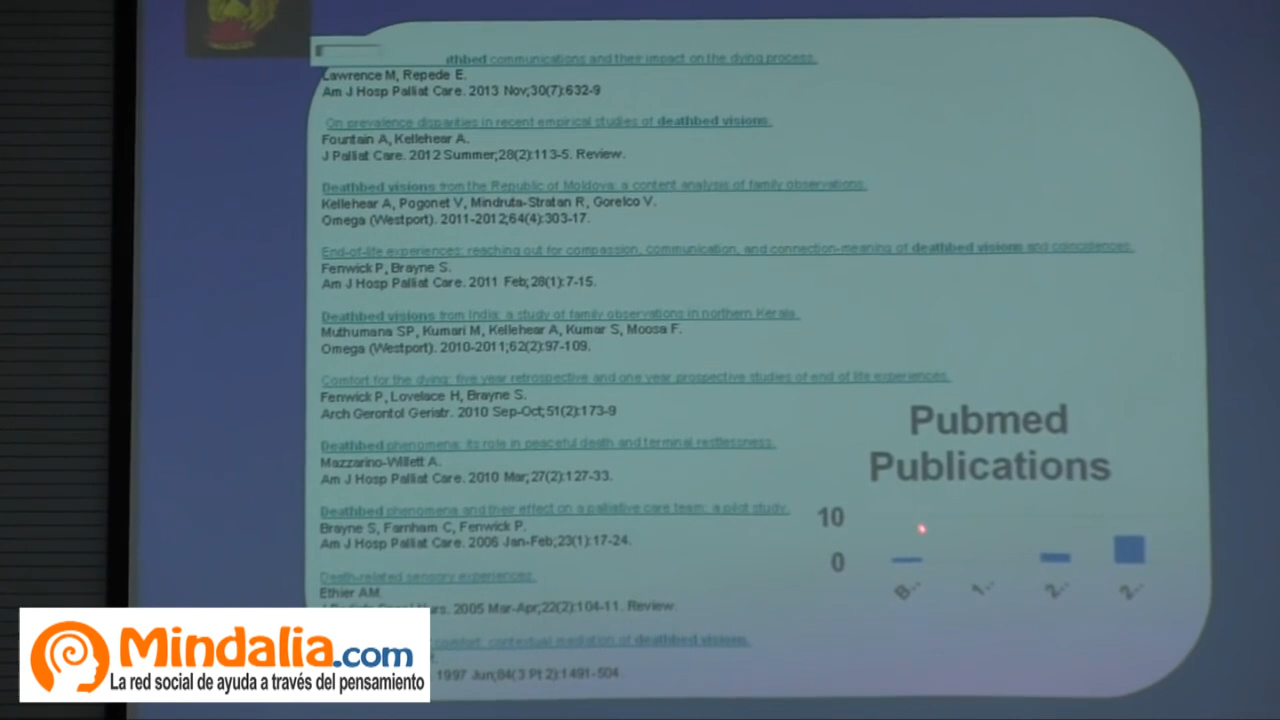 athbed communications and their impact on the dying process.
Lawrence M, Repede E.
Am J Hosp Palliat Care. 2013 Nov;30(7):632-9
On prevalence disparities in recent empirical studies of deathbed visions.
Fountain A, Kellehear A.
J Palliat Care. 2012 Summer;28(2):113-5. Review.
Deathbed visions from the Republic of Moldova: a content analysis of family observations.
Kellehear A, Pogonet V, Mindruta-Stratan R, Gorelco V.
Omega (Westport). 2011-2012;64(4):303-17.
End-of-life experiences: reaching out for compassion, communication, and connection-meaning of deathbed visions and coincidences.
Fenwick P, Brayne S.
Am J Hosp Palliat Care. 2011 Feb;28(1):7-15.
Deathbed visions from India: a study of family observations in northern Kerala.
Muthumana SP, Kumari M, Kellehear A, Kumar S, Moosa F.
Omega (Westport). 2010-2011;62(2):97-109.
Comfort for the dying: five year retrospective and one year prospective studies of end of life experiences.
Fenwick P, Lovelace H, Brayne S.
Arch Gerontol Geriatr. 2010 Sep-Oct;51(2):173-9
Deathbed phenomena: its role in peaceful death and terminal restlessness.
Mazzarino-Willett A.
Am J Hosp Palliat Care. 2010 Mar;27(2):127-33.
Deathbed phenomena and their effect on a palliative care team: a pilot study.
Brayne S, Farnham C, Fenwick P.
Am J Hosp Palliat Care. 2006 Jan-Feb;23(1):17-24.
Death-related sensory experiences.
Ethier AM.
Nurs. 2005 Mar-Apr;22(2):104-11. Review.
comfort: contextual mediation of deathbed visions.
1997 Jun;84(3 Pt 2):1491-504
Pubmed
Publications
10
0
B.. 1.. 2.. 2..
Mindalia.com
La red social de ayuda a través del pensamiento